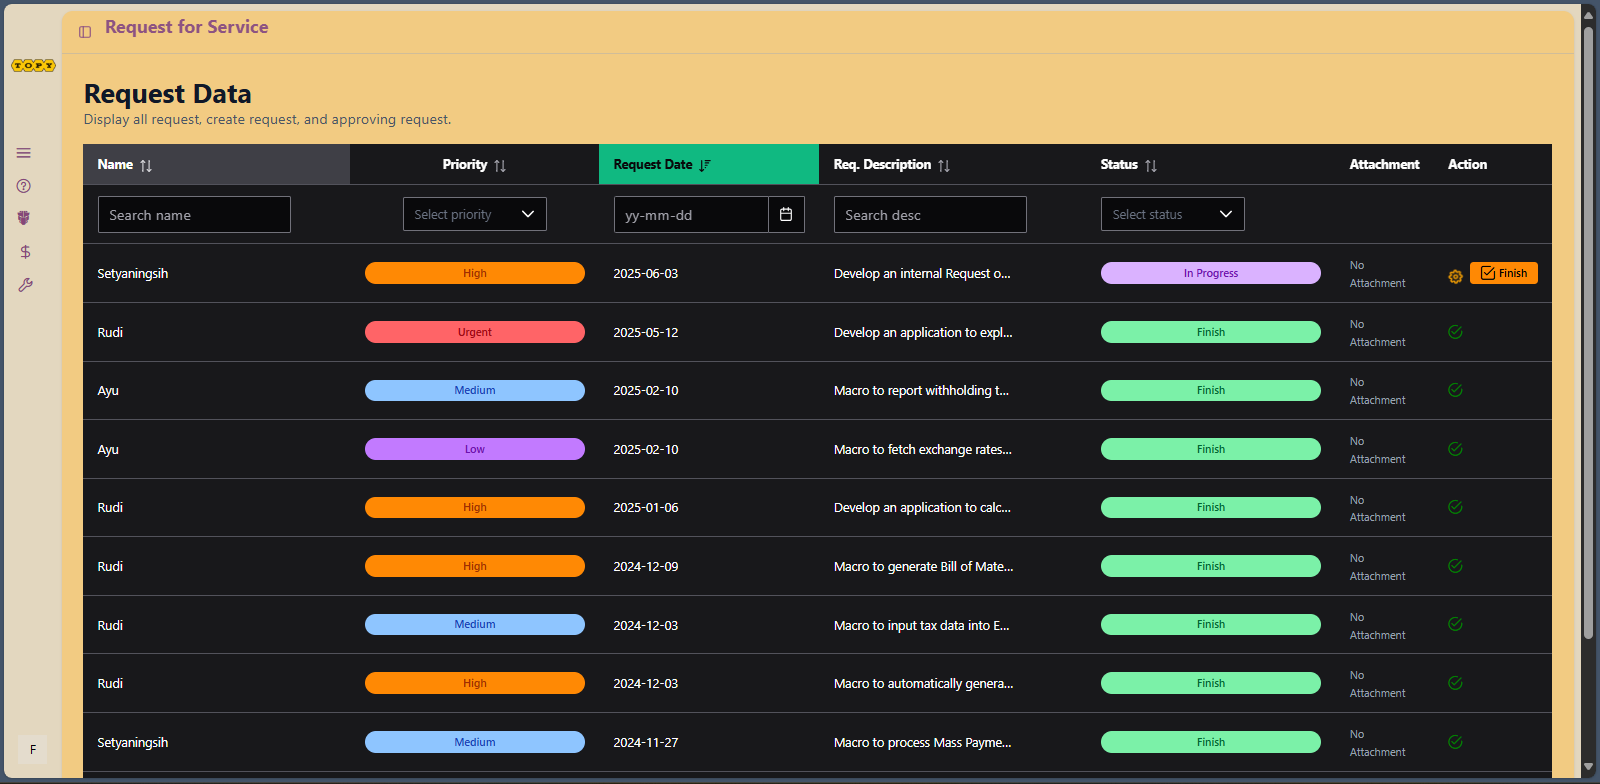 Request for Service
TOPY
Request Data
Display all request, create request, and approving request.
Name Priority Request Date Req. Description Status Attachment Action
Search name Select priority yy-mm-dd Search desc Select status
Setyaningsih High 2025-06-03 Develop an internal Request o... In Progress No Attachment Finish
Rudi Urgent 2025-05-12 Develop an application to expl... Finish No Attachment
Ayu Medium 2025-02-10 Macro to report withholding t... Finish No Attachment
Ayu Low 2025-02-10 Macro to fetch exchange rates... Finish No Attachment
Rudi High 2025-01-06 Develop an application to calc... Finish No Attachment
Rudi High 2024-12-09 Macro to generate Bill of Mate... Finish No Attachment
Rudi Medium 2024-12-03 Macro to input tax data into E... Finish No Attachment
Rudi High 2024-12-03 Macro to automatically genera... Finish No Attachment
Setyaningsih Medium 2024-11-27 Macro to process Mass Payme... Finish No Attachment
F